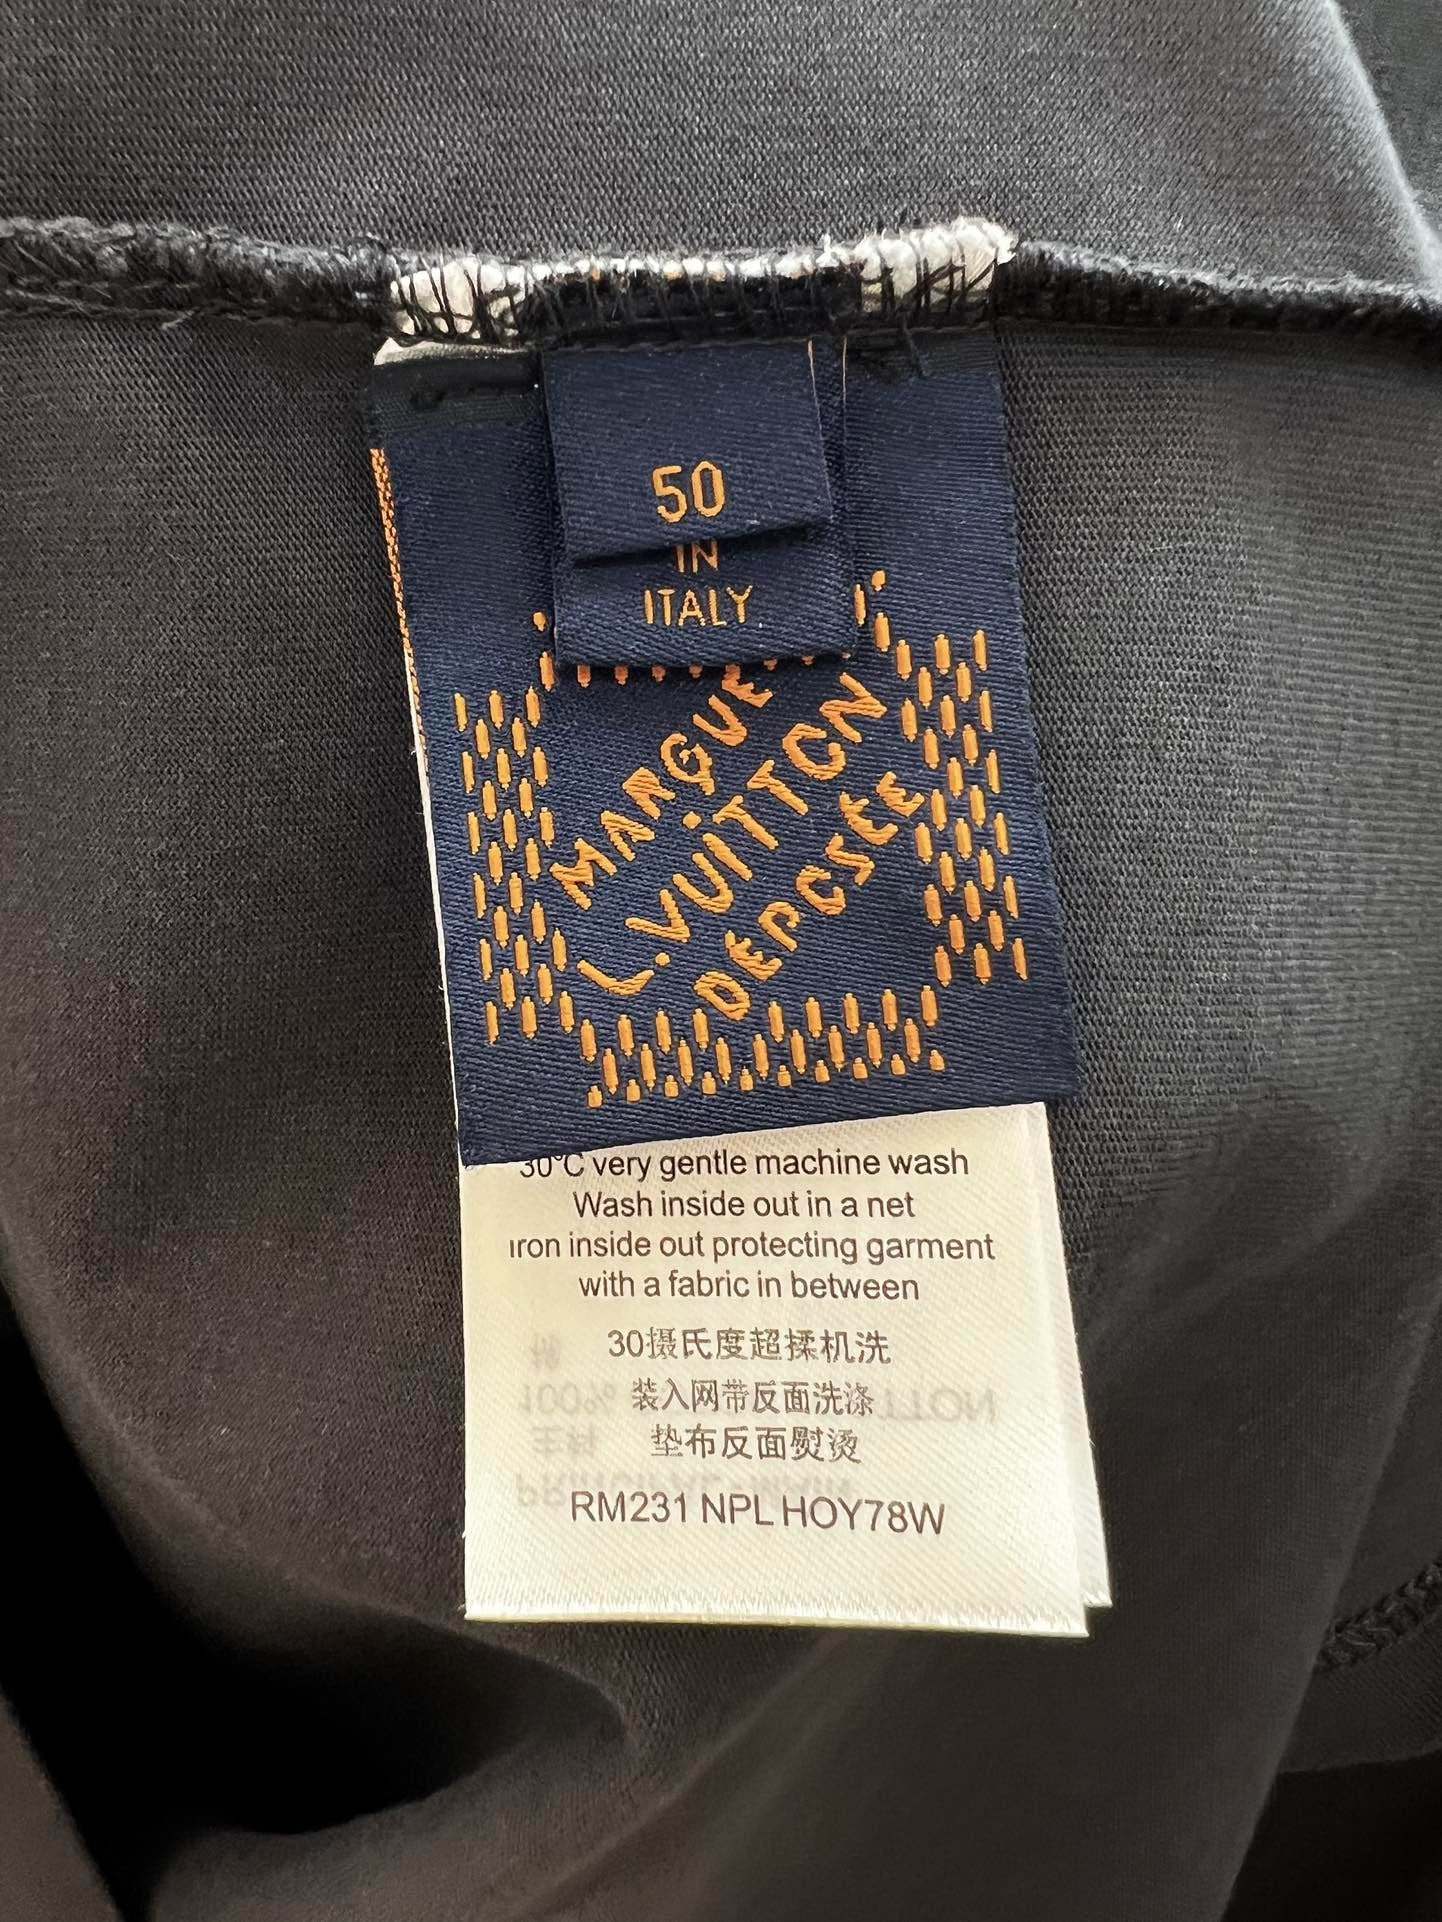 50
IN
ITALY
MARQUE
L.VUiTTON
DEPOSÉE
30°C very gentle machine wash
Wash inside out in a net
iron inside out protecting garment
with a fabric in between
30摄氏度超揉机洗
装入网带反面洗涤
垫布反面熨烫
RM231 NPL HOY78W